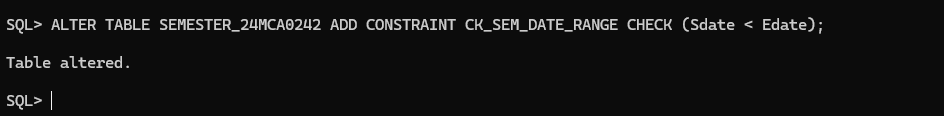 SQL> ALTER TABLE SEMESTER_24MCA0242 ADD CONSTRAINT CK_SEM_DATE_RANGE CHECK (Sdate < Edate);
Table altered.
SQL>